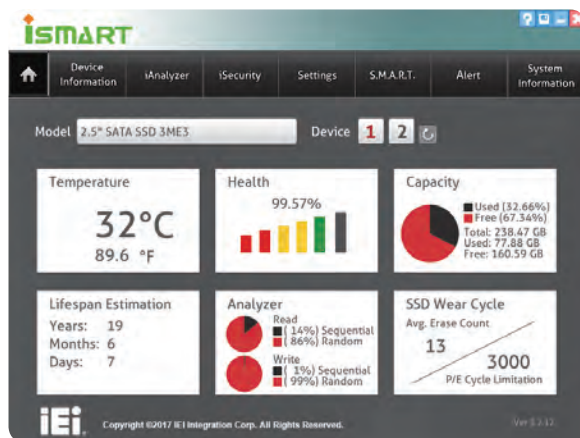 iSMART
Device Information
iAnalyzer
iSecurity
Settings
S.M.A.R.T.
Alert
System Information
Model 2.5" SATA SSD 3ME3 Device 1 2
Temperature
32°C
89.6 °F
Health
99.57%
Capacity
Used (32.66%)
Free (67.34%)
Total: 238.47 GB
Used: 77.88 GB
Free: 160.59 GB
Lifespan Estimation
Years: 19
Months: 6
Days: 7
Analyzer
Read
( 14%) Sequential
( 86%) Random
Write
( 1%) Sequential
( 99%) Random
SSD Wear Cycle
Avg. Erase Count
13
3000
P/E Cycle Limitation
iEi Copyright ©2017 IEI Integration Corp. All Rights Reserved.